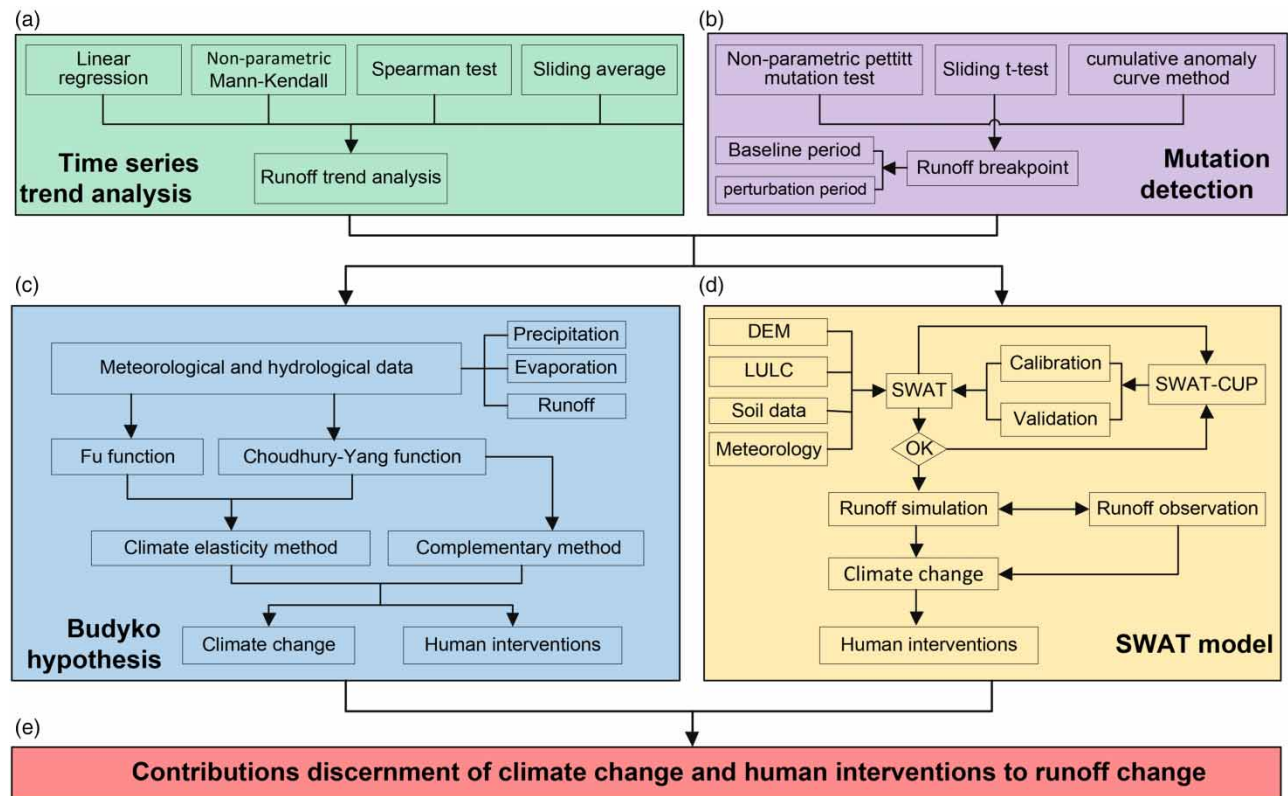 (a)
Linear
regression
Non-parametric
Mann-Kendall
Spearman test
Sliding average
Time series
trend analysis
Runoff trend analysis
(b)
Non-parametric pettitt
mutation test
Sliding t-test
cumulative anomaly
curve method
Baseline period
perturbation period
Runoff breakpoint
Mutation
detection
(c)
Meteorological and hydrological data
Precipitation
Evaporation
Runoff
Fu function
Choudhury-Yang function
Climate elasticity method
Complementary method
Budyko
hypothesis
Climate change
Human interventions
(d)
DEM
LULC
Soil data
Meteorology
SWAT
Calibration
Validation
SWAT-CUP
OK
Runoff simulation
Runoff observation
Climate change
Human interventions
SWAT model
(e)
Contributions discernment of climate change and human interventions to runoff change